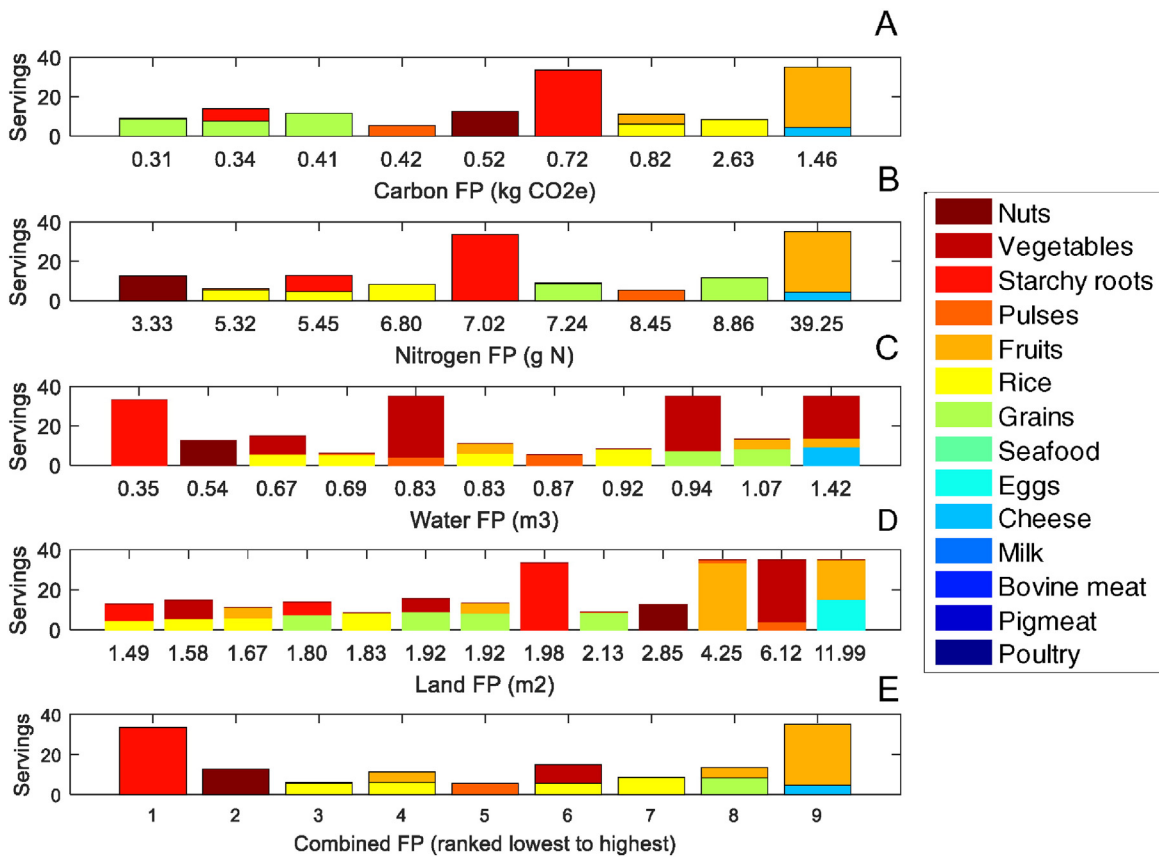 A
Servings
40
20
0
0.31 0.34 0.41 0.42 0.52 0.72 0.82 2.63 1.46
Carbon FP (kg CO2e)
B
Servings
40
20
0
3.33 5.32 5.45 6.80 7.02 7.24 8.45 8.86 39.25
Nitrogen FP (g N)
C
Servings
40
20
0
0.35 0.54 0.67 0.69 0.83 0.83 0.87 0.92 0.94 1.07 1.42
Water FP (m3)
D
Servings
40
20
0
1.49 1.58 1.67 1.80 1.83 1.92 1.92 1.98 2.13 2.85 4.25 6.12 11.99
Land FP (m2)
E
Servings
40
20
0
1 2 3 4 5 6 7 8 9
Combined FP (ranked lowest to highest)
Nuts
Vegetables
Starchy roots
Pulses
Fruits
Rice
Grains
Seafood
Eggs
Cheese
Milk
Bovine meat
Pigmeat
Poultry